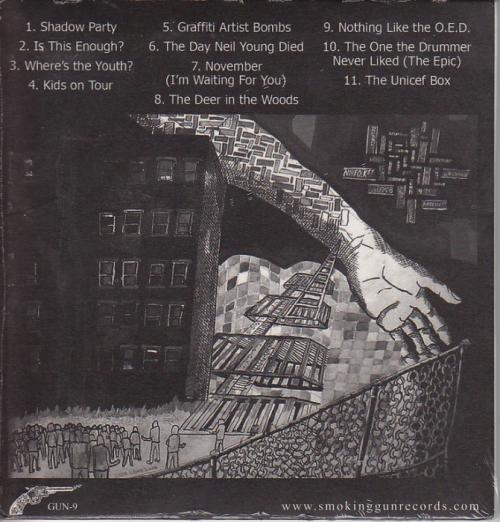 1. Shadow Party
2. Is This Enough?
3. Where's the Youth?
4. Kids on Tour
5. Graffiti Artist Bombs
6. The Day Neil Young Died
7. November
(I'm Waiting For You)
8. The Deer in the Woods
9. Nothing Like the O.E.D.
10. The One the Drummer
Never Liked (The Epic)
11. The Unicef Box
GUN-9
www.smokinggunrecords.com